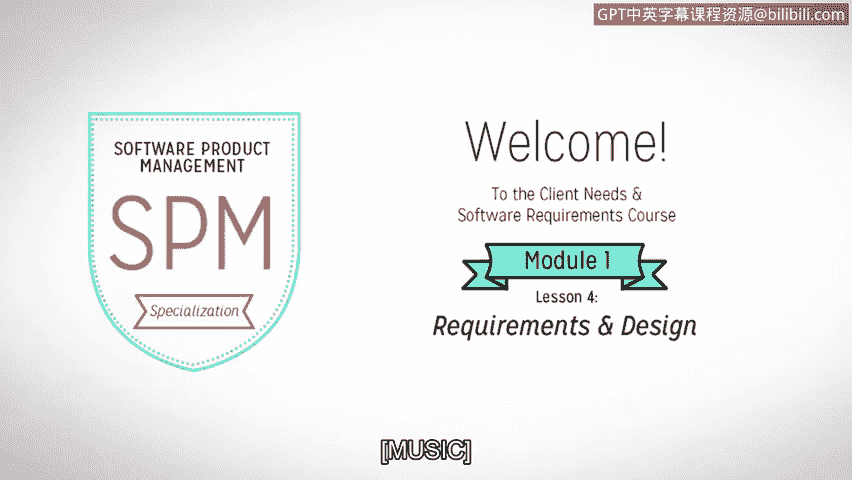 GPT中英字幕课程资源@bilibili.com
SOFTWARE PRODUCT
MANAGEMENT
SPM
Specialization
Welcome!
To the Client Needs &
Software Requirements Course
Module 1
Lesson 4:
Requirements & Design
[MUSIC]